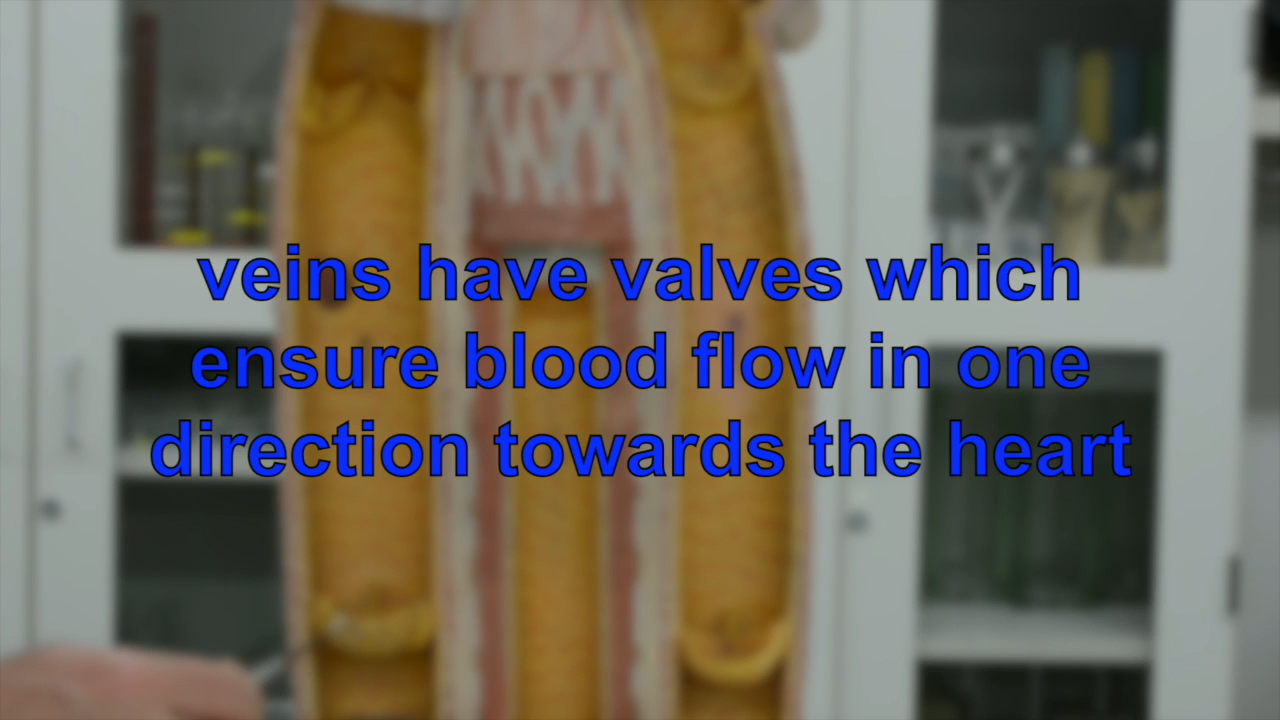 veins have valves which
ensure blood flow in one
direction towards the heart